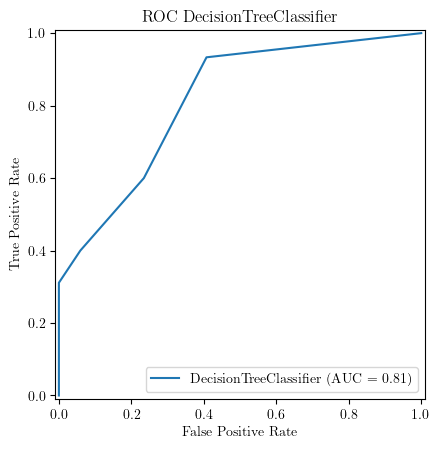 ROC DecisionTreeClassifier
True Positive Rate
1.0
0.8
0.6
0.4
0.2
0.0
DecisionTreeClassifier (AUC = 0.81)
0.0 0.2 0.4 0.6 0.8 1.0
False Positive Rate